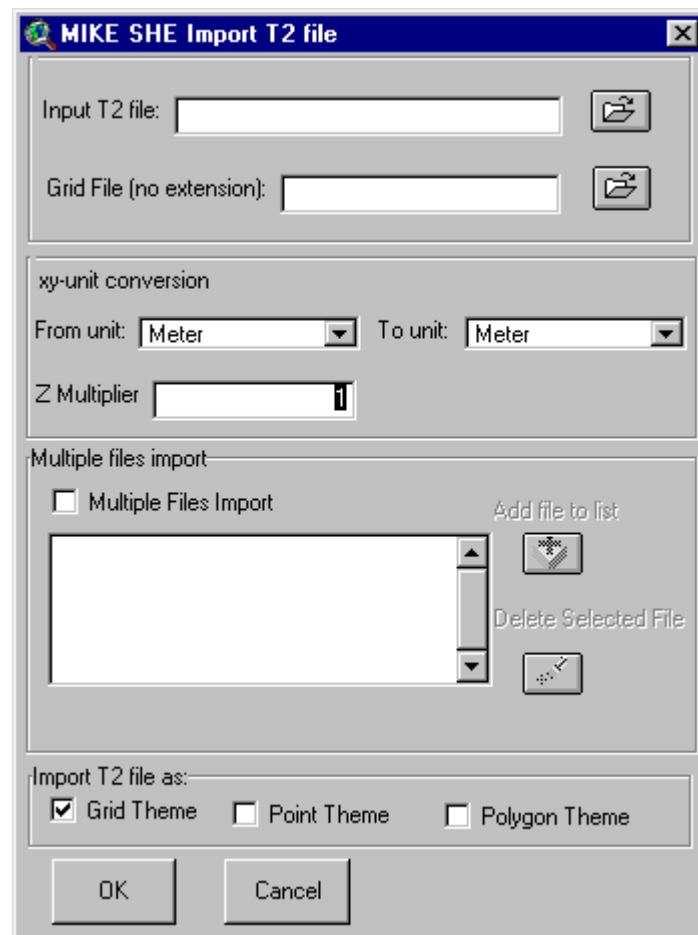 MIKE SHE Import T2 file
Input T2 file:
Grid File (no extension):
xy-unit conversion
From unit: Meter To unit: Meter
Z Multiplier 1
Multiple files import
Multiple Files Import
Add file to list
Delete Selected File
Import T2 file as:
Grid Theme Point Theme Polygon Theme
OK Cancel